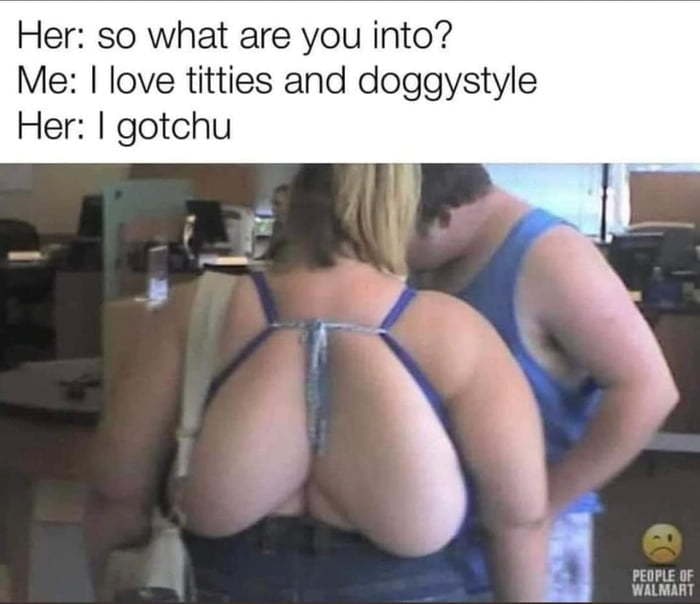 Her: so what are you into?
Me: I love titties and doggystyle
Her: I gotchu
PEOPLE OF
WALMART